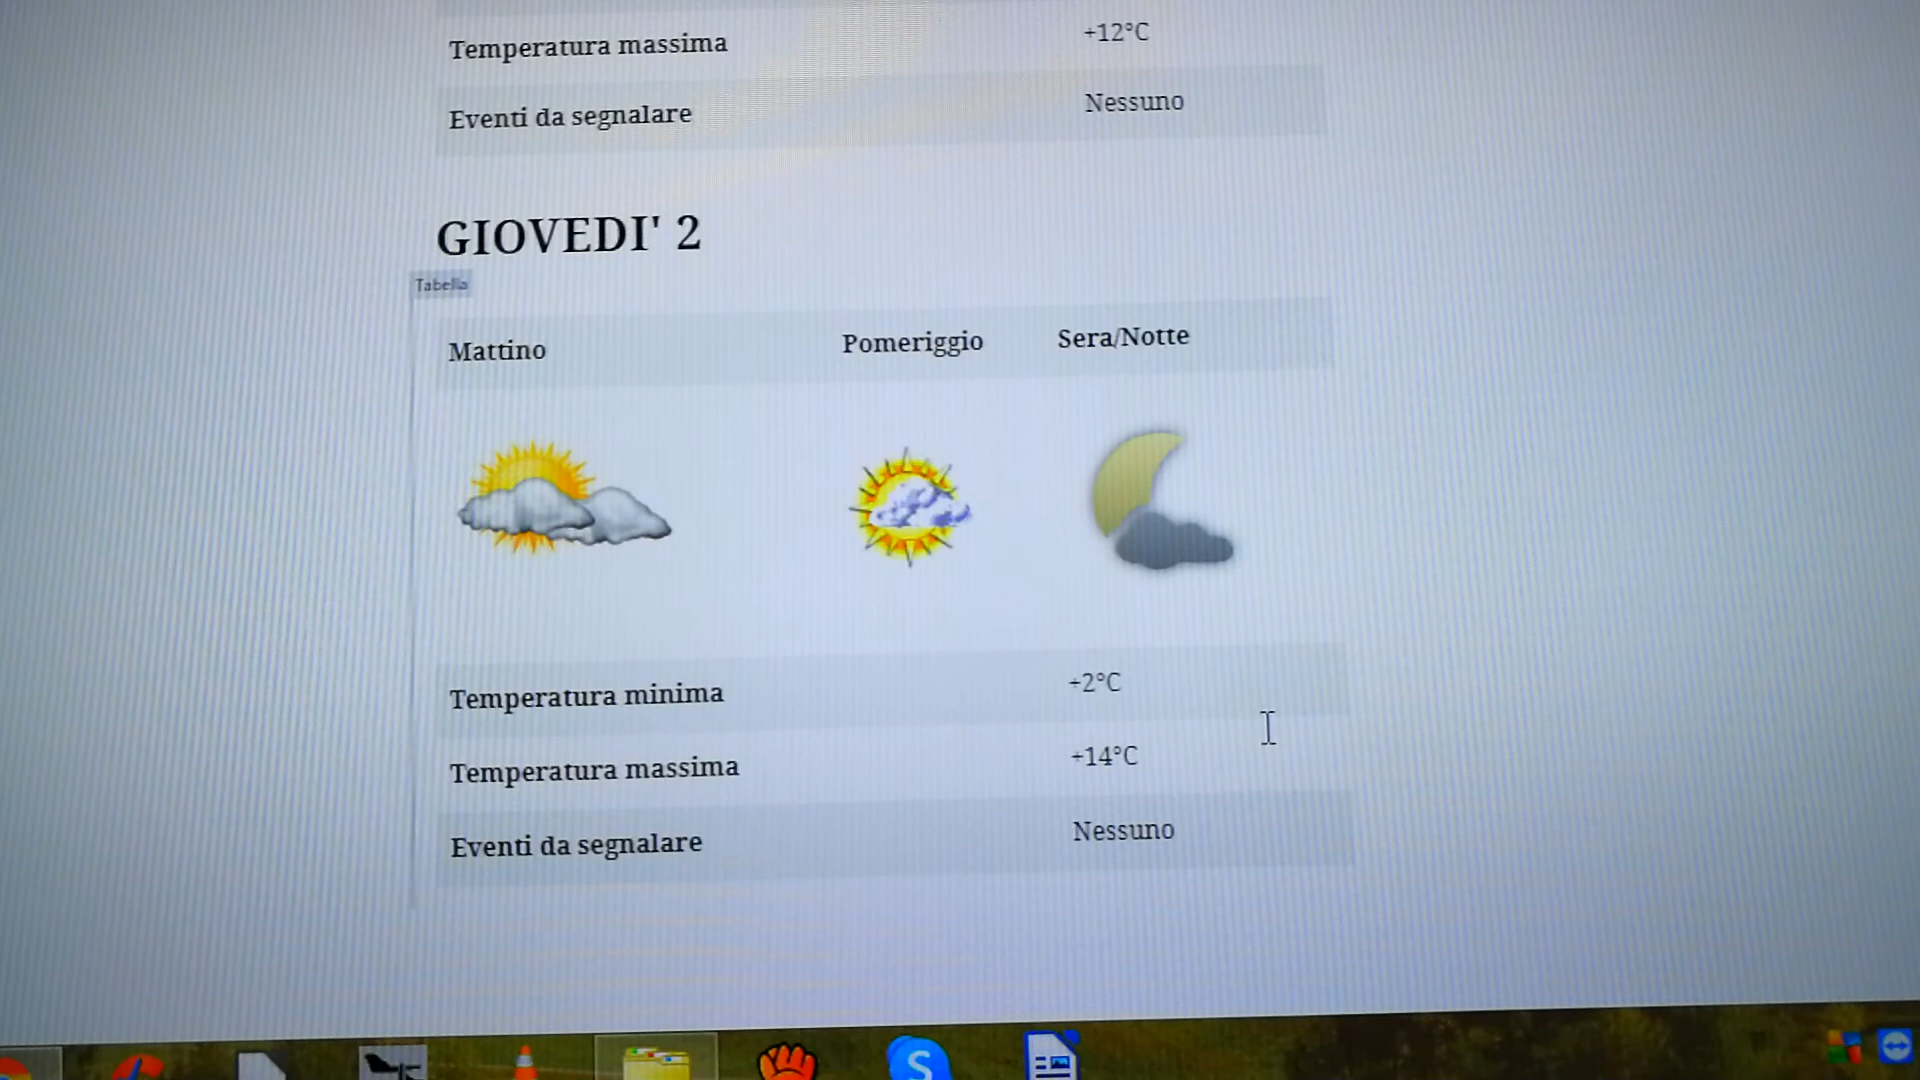 Temperatura massima +12°C
Eventi da segnalare Nessuno
GIOVEDI' 2
Tabella
Mattino Pomeriggio Sera/Notte
Temperatura minima +2°C
Temperatura massima +14°C
Eventi da segnalare Nessuno
S